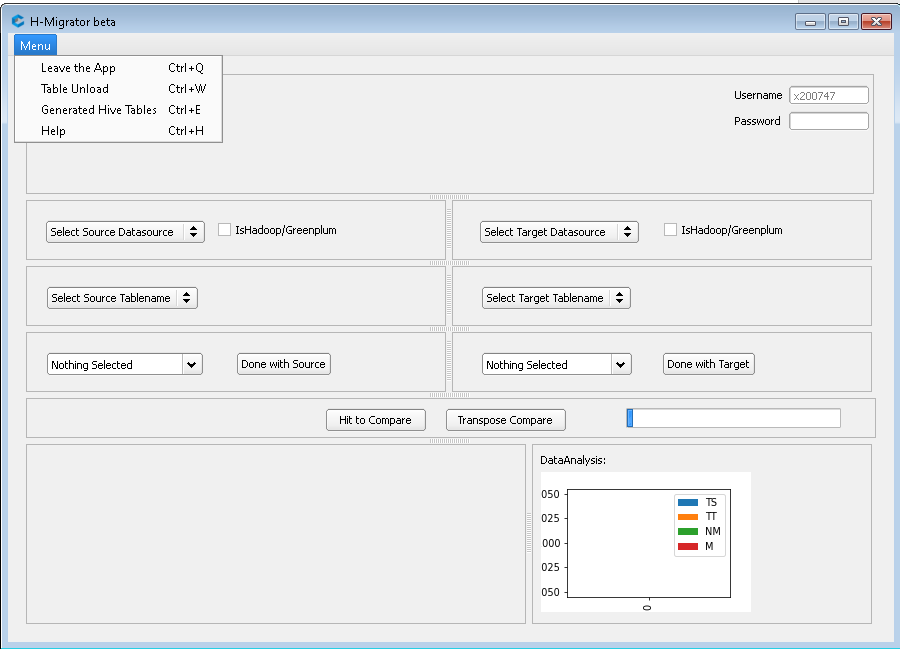 H-Migrator beta
Menu
Leave the App Ctrl+Q
Table Unload Ctrl+W
Generated Hive Tables Ctrl+E
Help Ctrl+H
Username x200747
Password
Select Source Datasource IsHadoop/Greenplum Select Target Datasource IsHadoop/Greenplum
Select Source Tablename Select Target Tablename
Nothing Selected Done with Source Nothing Selected Done with Target
Hit to Compare Transpose Compare
DataAnalysis:
050
025
000
025
050
TS
TT
NM
M
0